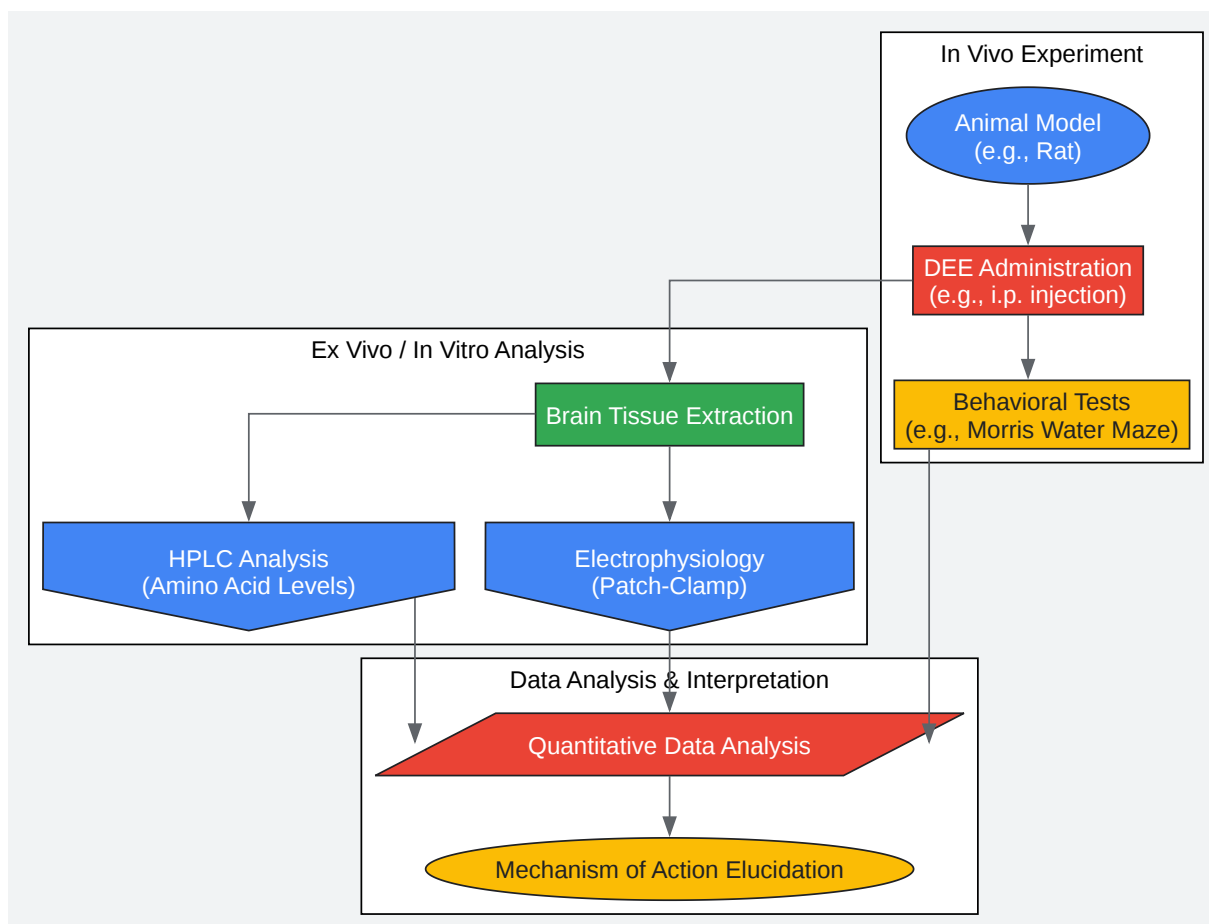 In Vivo Experiment
Animal Model
(e.g., Rat)
DEE Administration
(e.g., i.p. injection)
Behavioral Tests
(e.g., Morris Water Maze)
Ex Vivo / In Vitro Analysis
Brain Tissue Extraction
HPLC Analysis
(Amino Acid Levels)
Electrophysiology
(Patch-Clamp)
Data Analysis & Interpretation
Quantitative Data Analysis
Mechanism of Action Elucidation